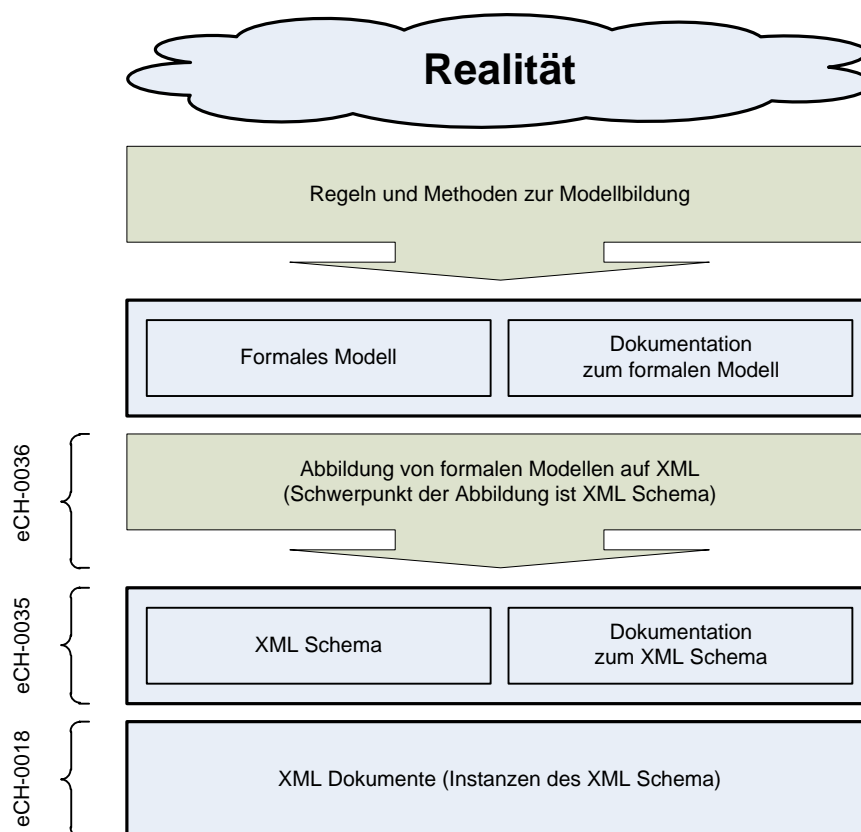 Realität
Regeln und Methoden zur Modellbildung
Formales Modell
Dokumentation
zum formalen Modell
eCH-0036
Abbildung von formalen Modellen auf XML
(Schwerpunkt der Abbildung ist XML Schema)
eCH-0035
XML Schema
Dokumentation
zum XML Schema
eCH-0018
XML Dokumente (Instanzen des XML Schema)